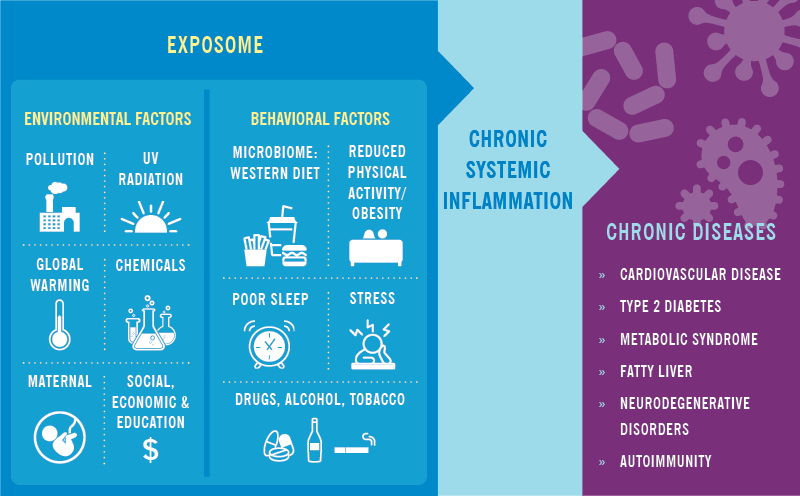 EXPOSOME
ENVIRONMENTAL FACTORS
POLLUTION
UV
RADIATION
GLOBAL
WARMING
CHEMICALS
MATERNAL
SOCIAL,
ECONOMIC &
EDUCATION
$
BEHAVIORAL FACTORS
MICROBIOME:
WESTERN DIET
REDUCED
PHYSICAL
ACTIVITY/
OBESITY
POOR SLEEP
STRESS
DRUGS, ALCOHOL, TOBACCO
CHRONIC
SYSTEMIC
INFLAMMATION
CHRONIC DISEASES
» CARDIOVASCULAR DISEASE
» TYPE 2 DIABETES
» METABOLIC SYNDROME
» FATTY LIVER
» NEURODEGENERATIVE
DISORDERS
» AUTOIMMUNITY